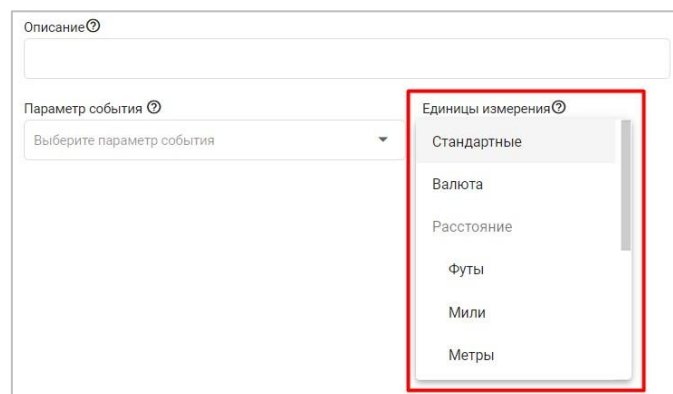 Описание
Параметр события
Единицы измерения
Выберите параметр события
Стандартные
Валюта
Расстояние
Футы
Мили
Метры